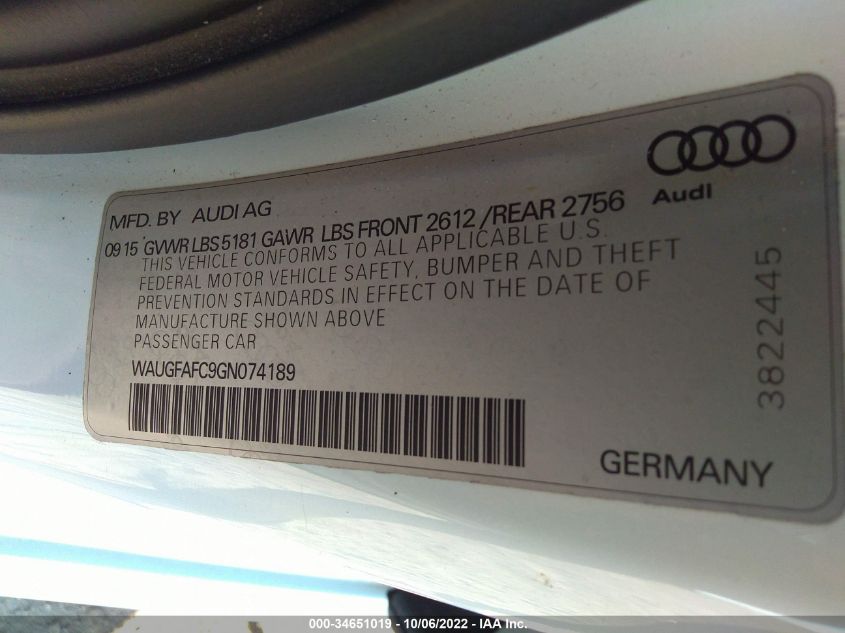 Audi
MFD. BY AUDI AG
09 15 GVWR LBS 5181 GAWR LBS FRONT 2612 /REAR 2756
THIS VEHICLE CONFORMS TO ALL APPLICABLE U.S.
FEDERAL MOTOR VEHICLE SAFETY, BUMPER AND THEFT
PREVENTION STANDARDS IN EFFECT ON THE DATE OF
MANUFACTURE SHOWN ABOVE
PASSENGER CAR
WAUGFAFC9GN074189
3822445
GERMANY
000-34651019 - 10/06/2022 - IAA Inc.